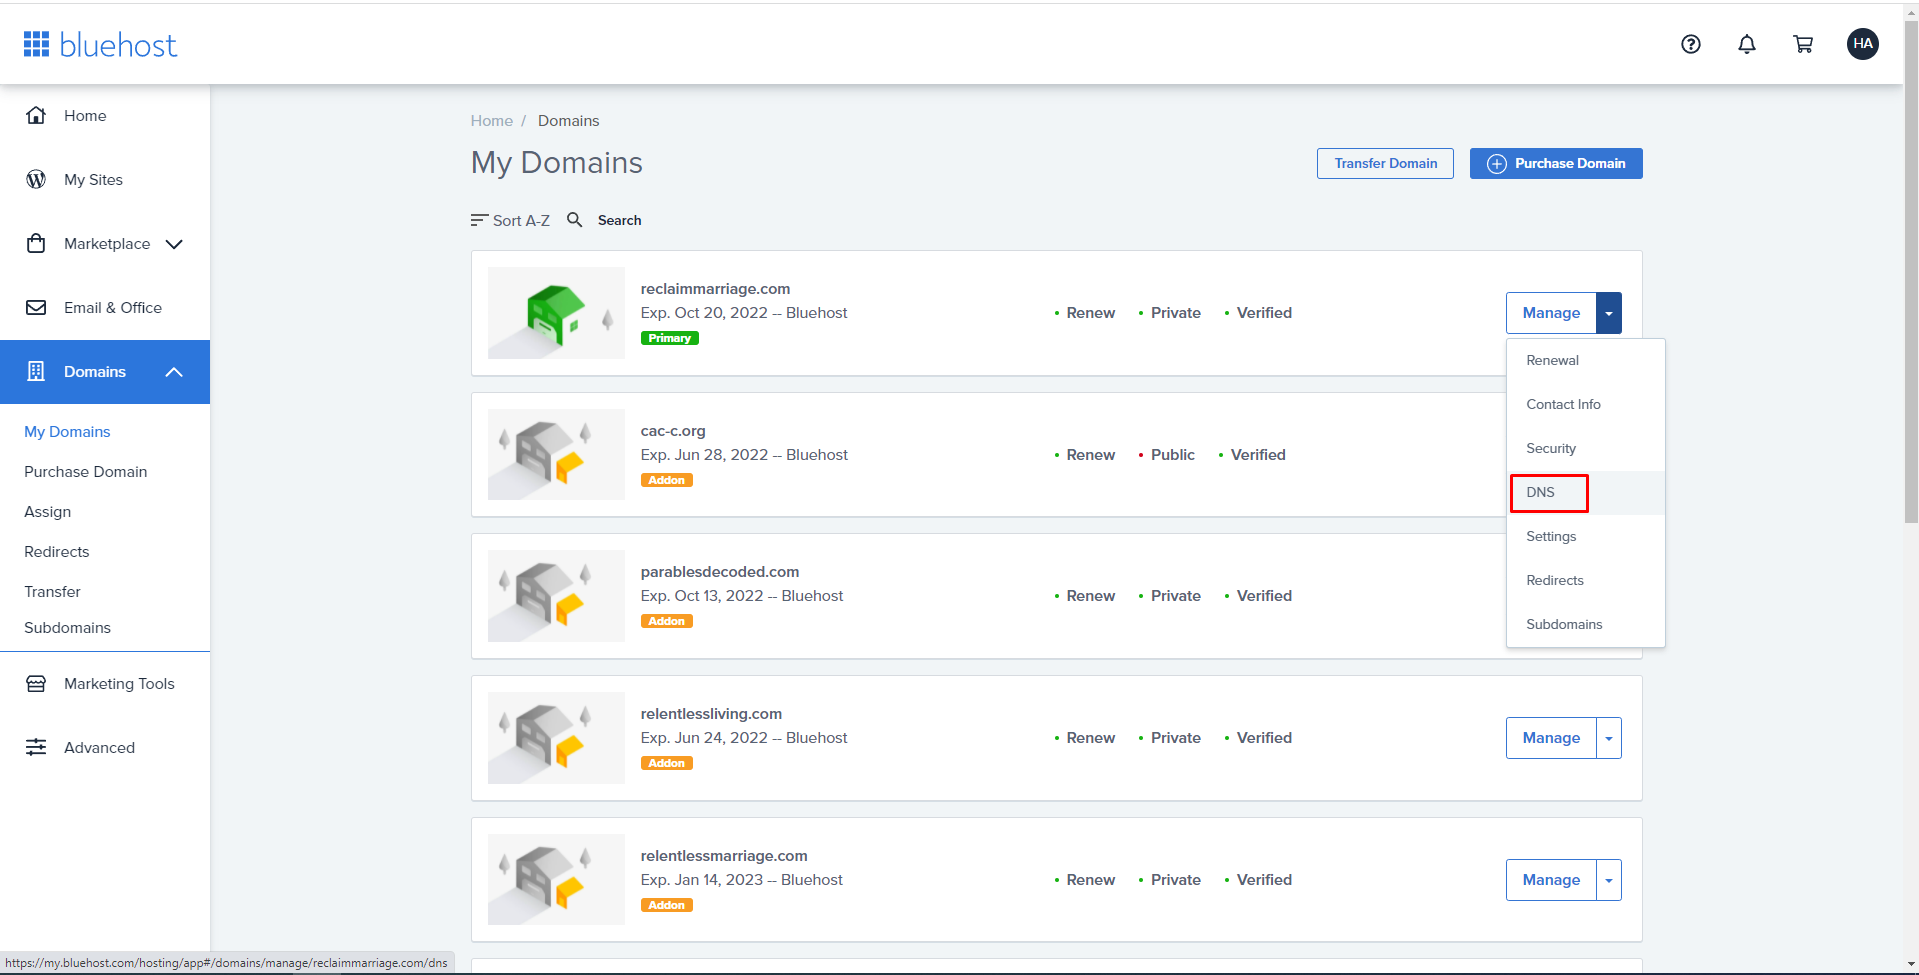 bluehost
HA
Home
My Sites
Marketplace
Email & Office
Domains
My Domains
Purchase Domain
Assign
Redirects
Transfer
Subdomains
Marketing Tools
Advanced
Home / Domains
My Domains
Transfer Domain
Purchase Domain
Sort A-Z
Search
reclaimmarriage.com
Exp. Oct 20, 2022 -- Bluehost
Primary
Renew
Private
Verified
Manage
Renewal
Contact Info
Security
DNS
Settings
Redirects
Subdomains
cac-c.org
Exp. Jun 28, 2022 -- Bluehost
Addon
Renew
Public
Verified
parablesdecoded.com
Exp. Oct 13, 2022 -- Bluehost
Addon
Renew
Private
Verified
relentlessliving.com
Exp. Jun 24, 2022 -- Bluehost
Addon
Renew
Private
Verified
Manage
relentlessmarriage.com
Exp. Jan 14, 2023 -- Bluehost
Addon
Renew
Private
Verified
Manage
https://my.bluehost.com/hosting/app#/domains/manage/reclaimmarriage.com/dns